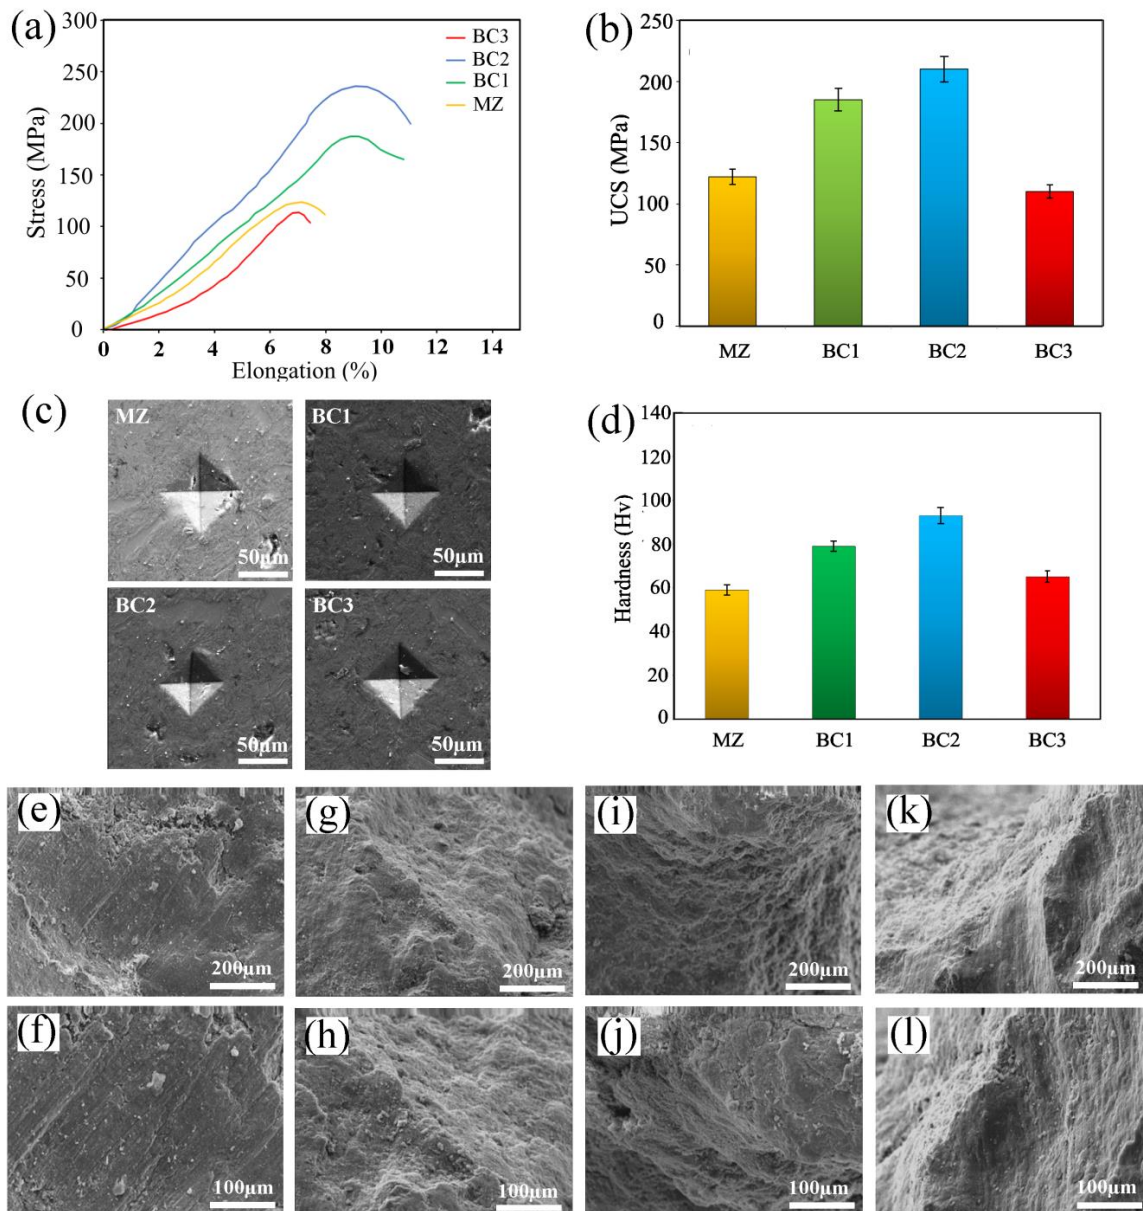 (a)
300
250
200
150
100
50
0
Stress (MPa)
BC3
BC2
BC1
MZ
0 2 4 6 8 10 12 14
Elongation (%)
(b)
250
200
150
100
50
0
UCS (MPa)
MZ BC1 BC2 BC3
(c)
MZ
50μm
BC1
50μm
BC2
50μm
BC3
50μm
(d)
140
120
100
80
60
40
20
0
Hardness (Hv)
MZ BC1 BC2 BC3
(e)
200μm
(g)
200μm
(i)
200μm
(k)
200μm
(f)
100μm
(h)
100μm
(j)
100μm
(l)
100μm